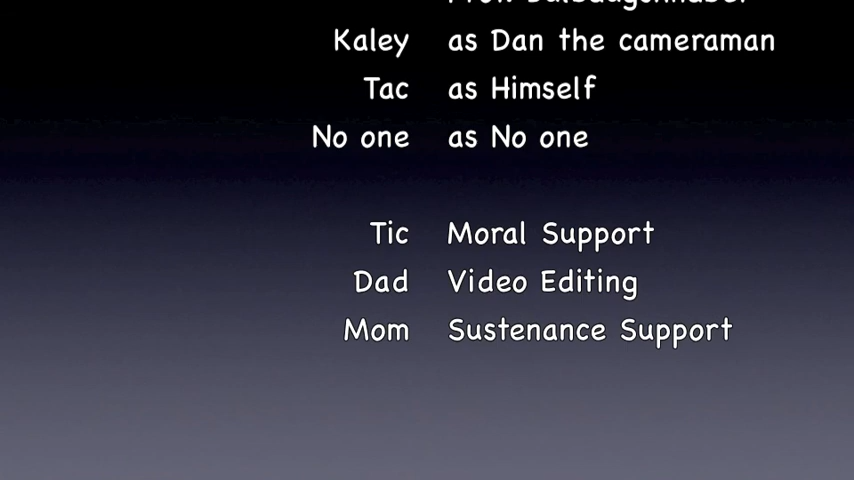 Kaley as Dan the cameraman
Tac as Himself
No one as No one
Tic Moral Support
Dad Video Editing
Mom Sustenance Support